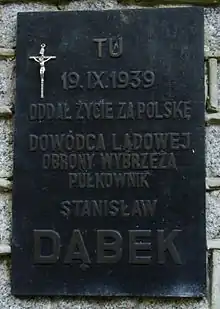 TU
19.IX.1939
ODDAŁ ŻYCIE ZA POLSKĘ
DOWÓDCA LĄDOWEJ
OBRONY WYBRZEŻA
PUŁKOWNIK
STANISŁAW
DĄBEK